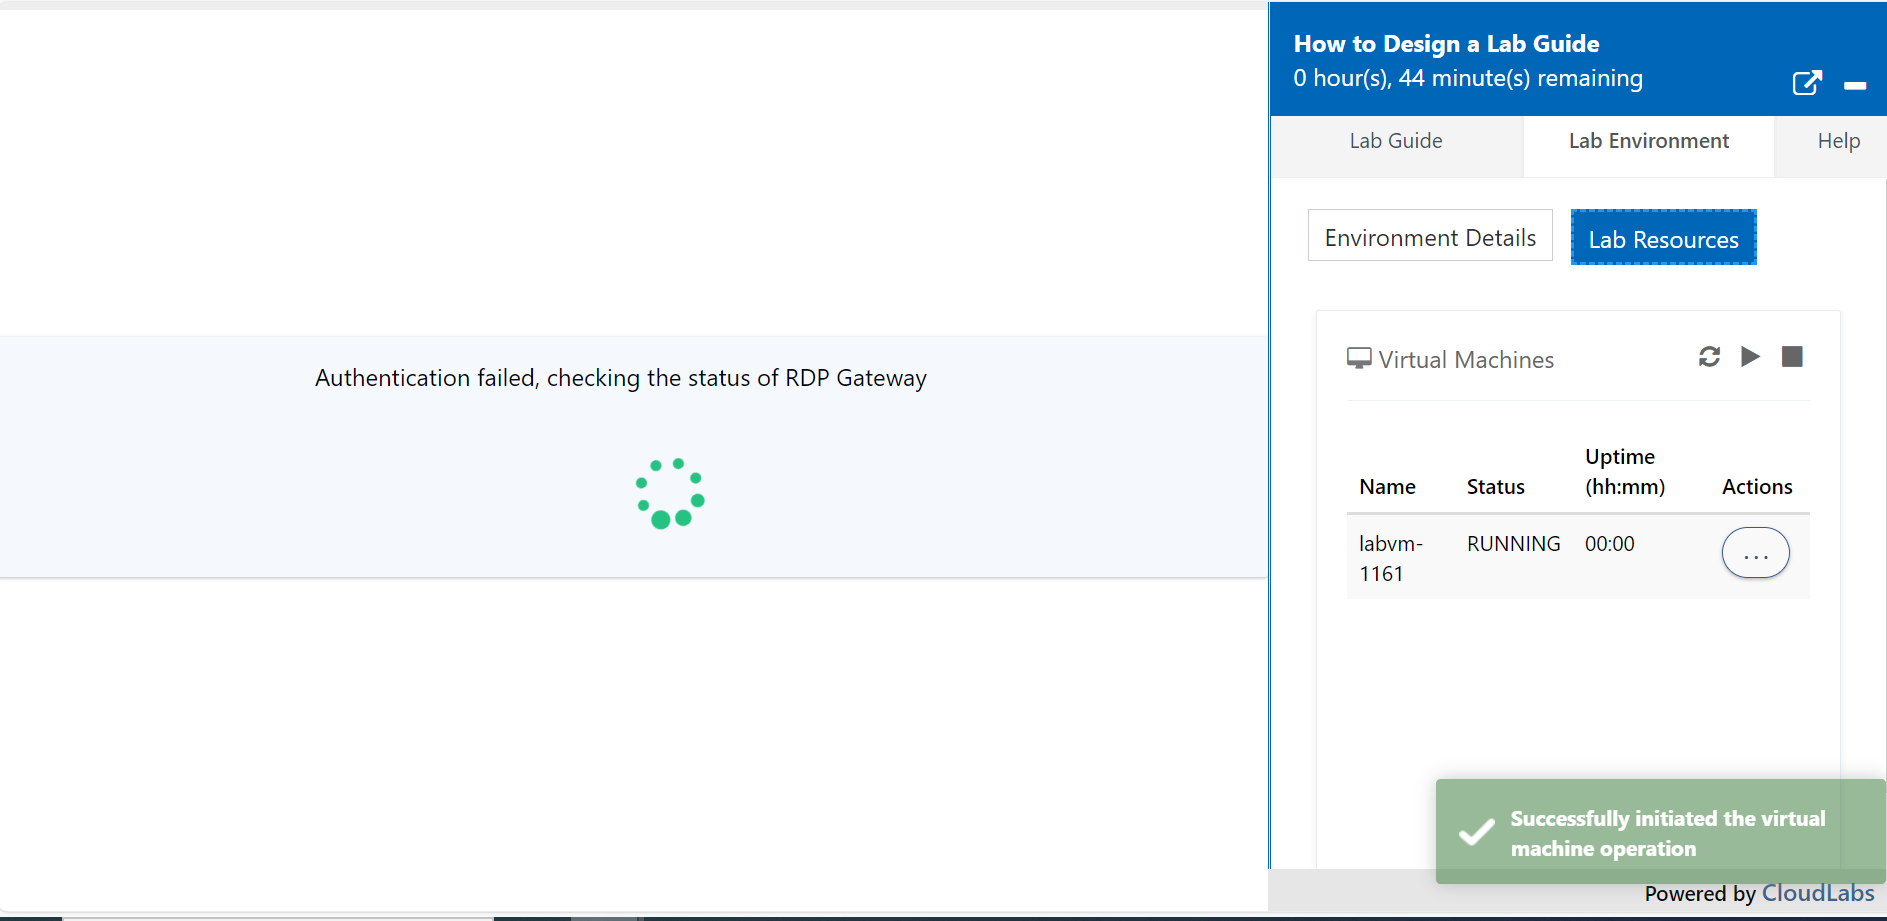 Authentication failed, checking the status of RDP Gateway
How to Design a Lab Guide
0 hour(s), 44 minute(s) remaining
Lab Guide
Lab Environment
Help
Environment Details
Lab Resources
Virtual Machines
Name
Status
Uptime
(hh:mm)
Actions
labvm-
1161
RUNNING
00:00
...
Successfully initiated the virtual
machine operation
Powered by CloudLabs